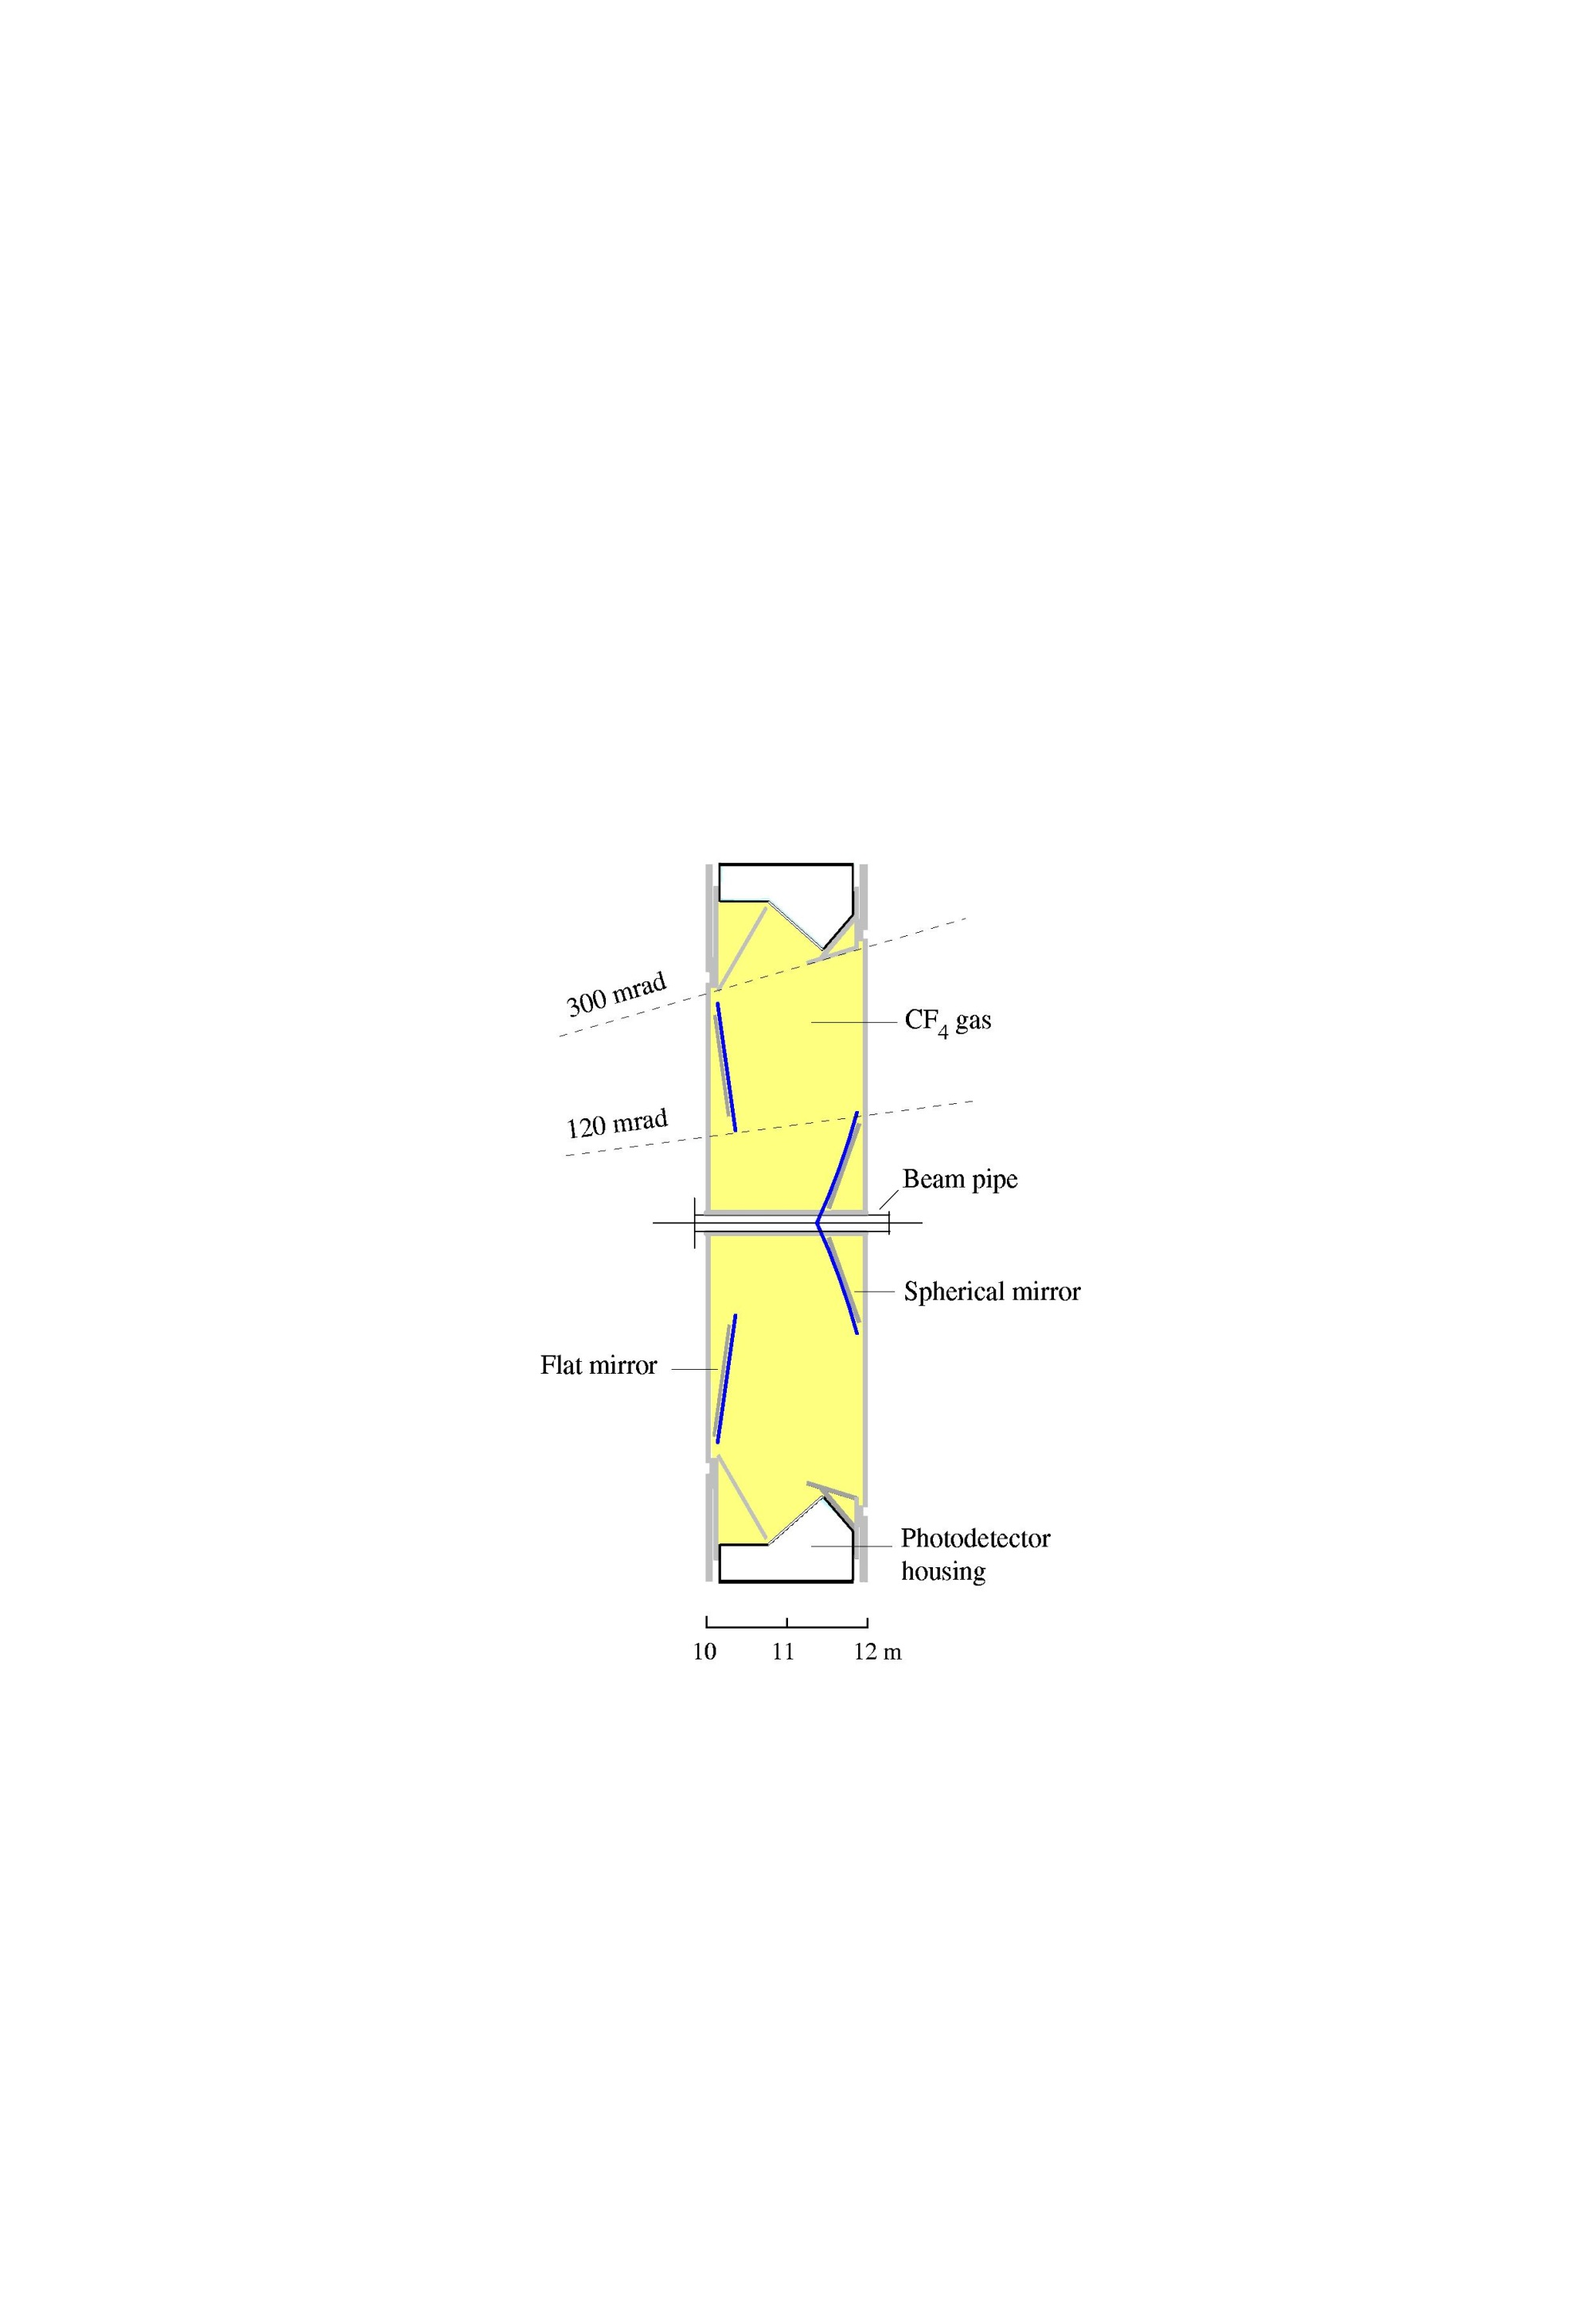 300 mrad
CF4 gas
120 mrad
Beam pipe
Spherical mirror
Flat mirror
Photodetector
housing
10 11 12 m